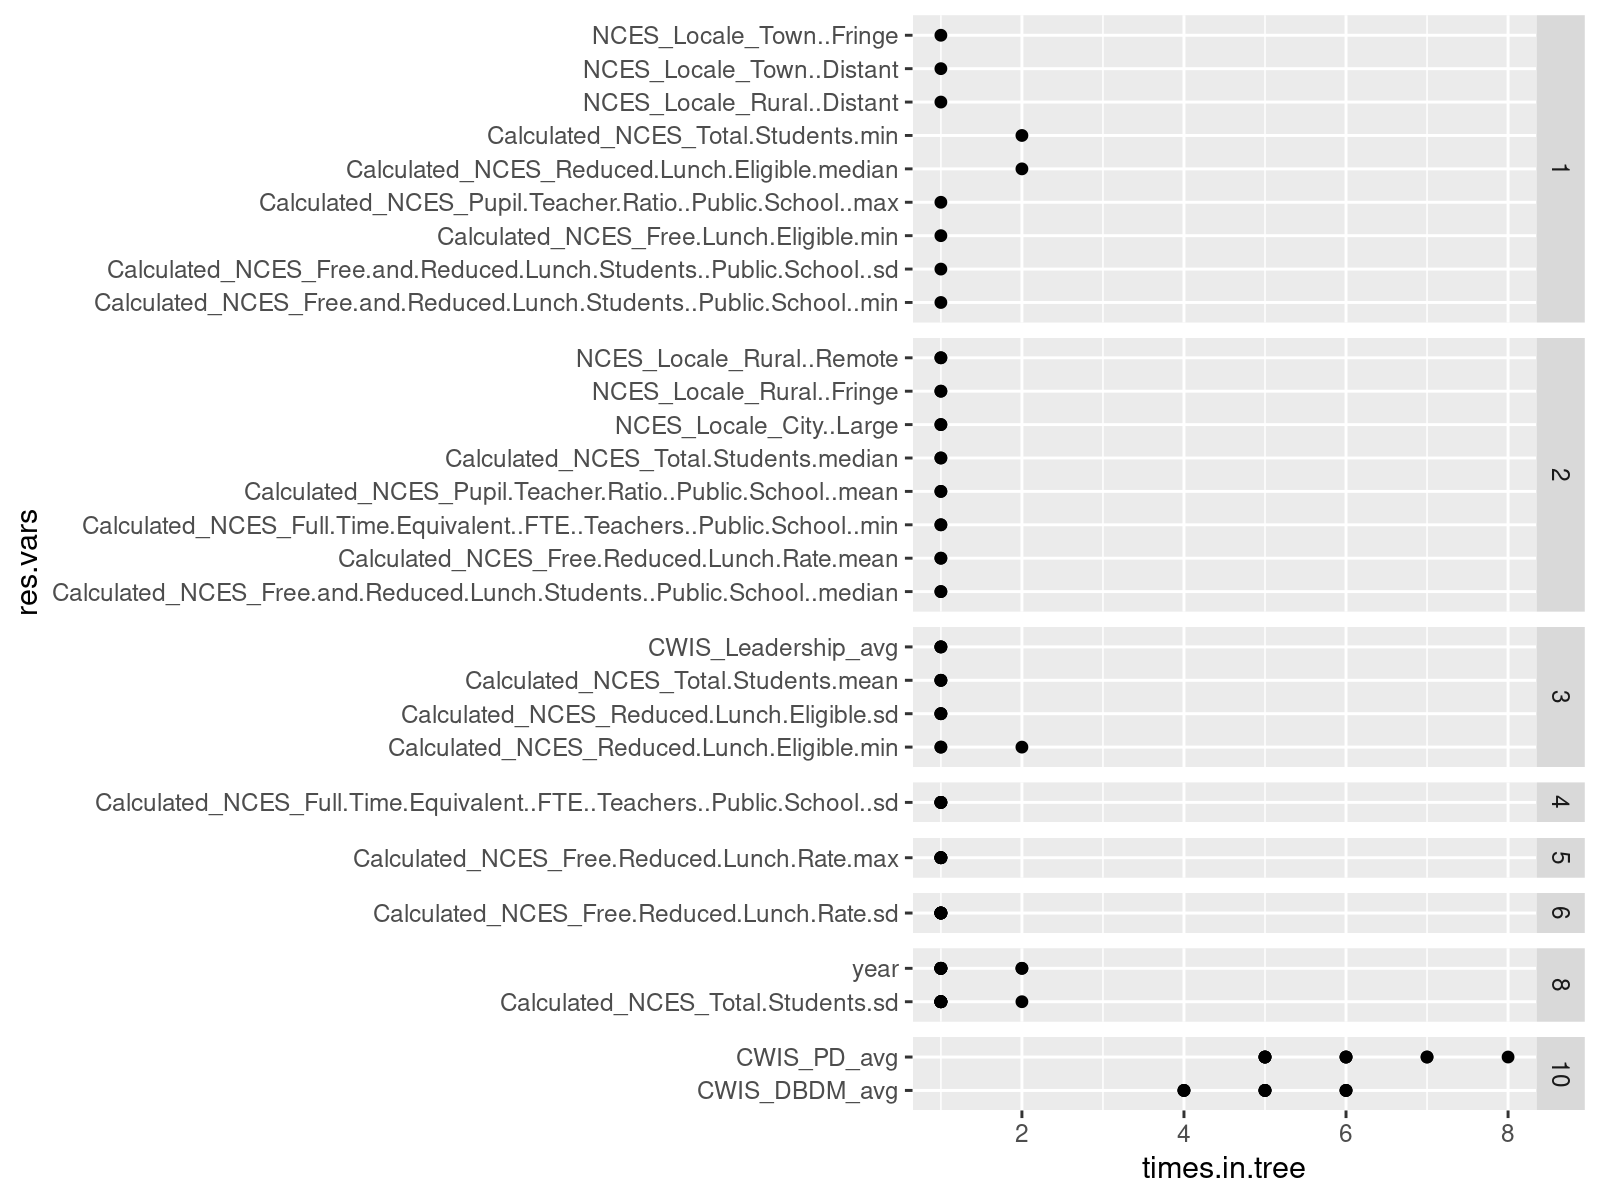 NCES_Locale_Town..Fringe
NCES_Locale_Town..Distant
NCES_Locale_Rural..Distant
Calculated_NCES_Total.Students.min
Calculated_NCES_Reduced.Lunch.Eligible.median
Calculated_NCES_Pupil.Teacher.Ratio..Public.School..max
Calculated_NCES_Free.Lunch.Eligible.min
Calculated_NCES_Free.and.Reduced.Lunch.Students..Public.School..sd
Calculated_NCES_Free.and.Reduced.Lunch.Students..Public.School..min
1
NCES_Locale_Rural..Remote
NCES_Locale_Rural..Fringe
NCES_Locale_City..Large
Calculated_NCES_Total.Students.median
Calculated_NCES_Pupil.Teacher.Ratio..Public.School..mean
Calculated_NCES_Full.Time.Equivalent..FTE..Teachers..Public.School..min
Calculated_NCES_Free.Reduced.Lunch.Rate.mean
Calculated_NCES_Free.and.Reduced.Lunch.Students..Public.School..median
2
CWIS_Leadership_avg
Calculated_NCES_Total.Students.mean
Calculated_NCES_Reduced.Lunch.Eligible.sd
Calculated_NCES_Reduced.Lunch.Eligible.min
3
Calculated_NCES_Full.Time.Equivalent..FTE..Teachers..Public.School..sd
4
Calculated_NCES_Free.Reduced.Lunch.Rate.max
5
Calculated_NCES_Free.Reduced.Lunch.Rate.sd
6
year
Calculated_NCES_Total.Students.sd
8
CWIS_PD_avg
CWIS_DBDM_avg
10
2 4 6 8
times.in.tree
res.vars